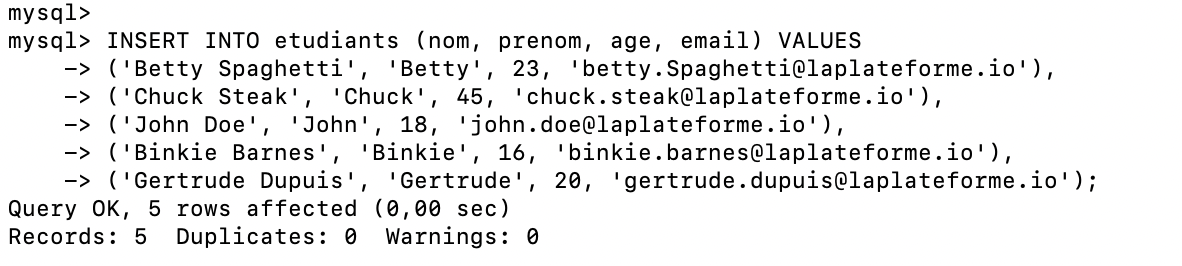 mysql>
mysql> INSERT INTO etudiants (nom, prenom, age, email) VALUES
    -> ('Betty Spaghetti', 'Betty', 23, 'betty.Spaghetti@laplateforme.io'),
    -> ('Chuck Steak', 'Chuck', 45, 'chuck.steak@laplateforme.io'),
    -> ('John Doe', 'John', 18, 'john.doe@laplateforme.io'),
    -> ('Binkie Barnes', 'Binkie', 16, 'binkie.barnes@laplateforme.io'),
    -> ('Gertrude Dupuis', 'Gertrude', 20, 'gertrude.dupuis@laplateforme.io');
Query OK, 5 rows affected (0,00 sec)
Records: 5  Duplicates: 0  Warnings: 0